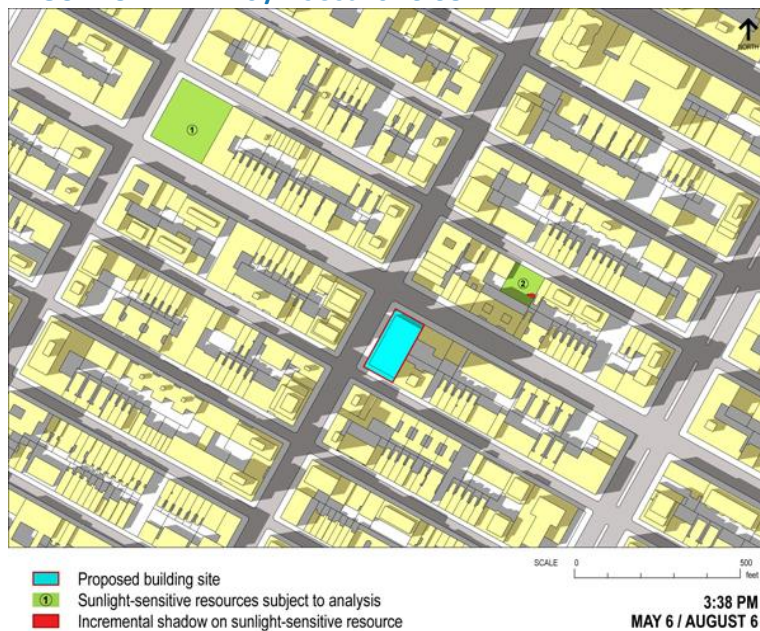 NORTH
①
②
SCALE 0 500
feet
Proposed building site
① Sunlight-sensitive resources subject to analysis
Incremental shadow on sunlight-sensitive resource
3:38 PM
MAY 6 / AUGUST 6